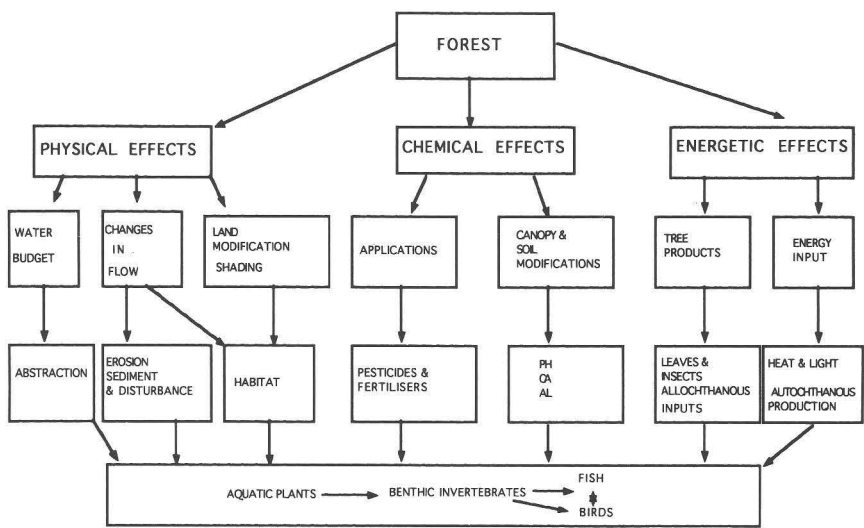 FOREST
PHYSICAL EFFECTS
CHEMICAL EFFECTS
ENERGETIC EFFECTS
WATER
BUDGET
CHANGES
IN
FLOW
LAND
MODIFICATION
SHADING
APPLICATIONS
CANOPY &
SOIL
MODIFICATIONS
TREE
PRODUCTS
ENERGY
INPUT
ABSTRACTION
EROSION
SEDIMENT
& DISTURBANCE
HABITAT
PESTICIDES &
FERTILISERS
PH
CA
AL
LEAVES &
INSECTS
ALLOCHTHANOUS
INPUTS
HEAT & LIGHT
AUTOCHTHANOUS
PRODUCTION
AQUATIC PLANTS
BENTHIC INVERTEBRATES
FISH
BIRDS